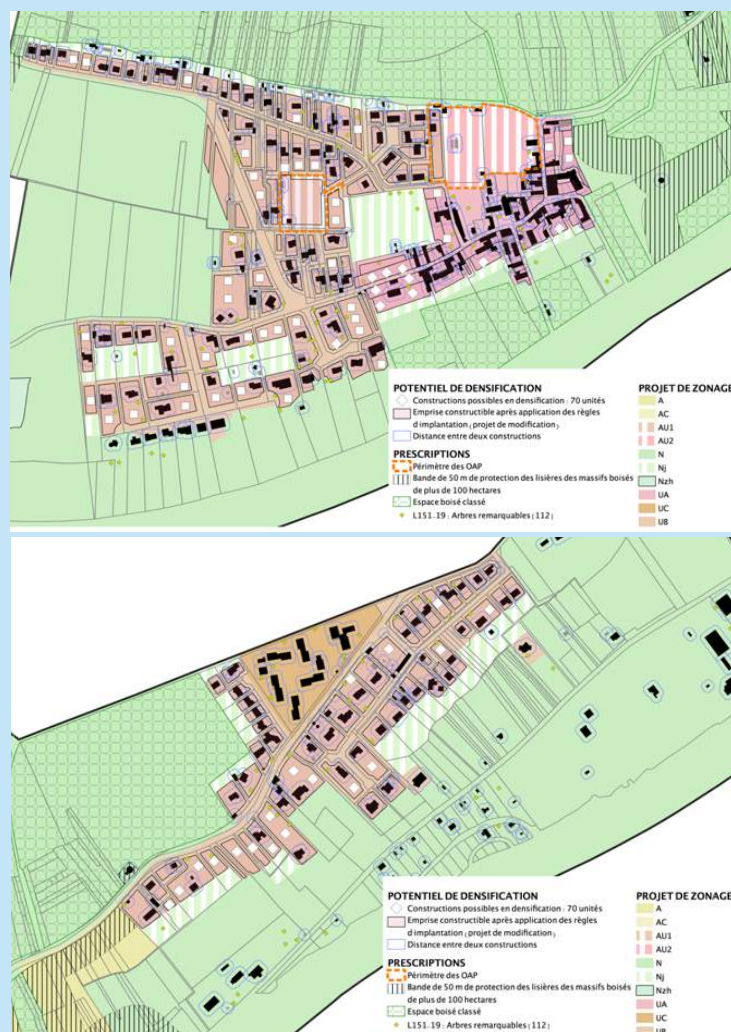 POTENTIEL DE DENSIFICATION
Constructions possibles en densification : 70 unités
Emprise constructible après application des règles
d implantation ( projet de modification )
Distance entre deux constructions
PRESCRIPTIONS
Périmètre des OAP
Bande de 50 m de protection des lisières des massifs boisés
de plus de 100 hectares
Espace boisé classé
L151.19 : Arbres remarquables ( 112 )
PROJET DE ZONAGE
A
AC
AU1
AU2
N
Nj
Nzh
UA
UC
UB
POTENTIEL DE DENSIFICATION
Constructions possibles en densification : 70 unités
Emprise constructible après application des règles
d implantation ( projet de modification )
Distance entre deux constructions
PRESCRIPTIONS
Périmètre des OAP
Bande de 50 m de protection des lisières des massifs boisés
de plus de 100 hectares
Espace boisé classé
L151.19 : Arbres remarquables ( 112 )
PROJET DE ZONAGE
A
AC
AU1
AU2
N
Nj
Nzh
UA
UC
UB